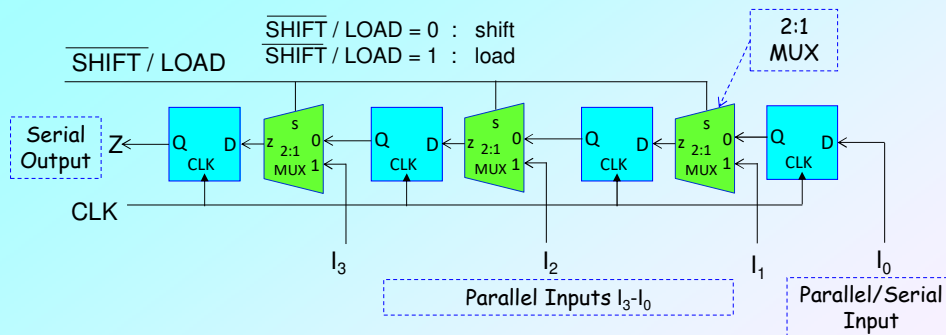 SHIFT / LOAD = 0 : shift
SHIFT / LOAD = 1 : load
2:1
MUX
SHIFT / LOAD
Serial
Output
Z
Q D
CLK
s
z 0
2:1
MUX 1
Q D
CLK
s
z 0
2:1
MUX 1
Q D
CLK
s
z 0
2:1
MUX 1
Q D
CLK
CLK
I3
I2
I1
I0
Parallel Inputs I3-I0
Parallel/Serial
Input